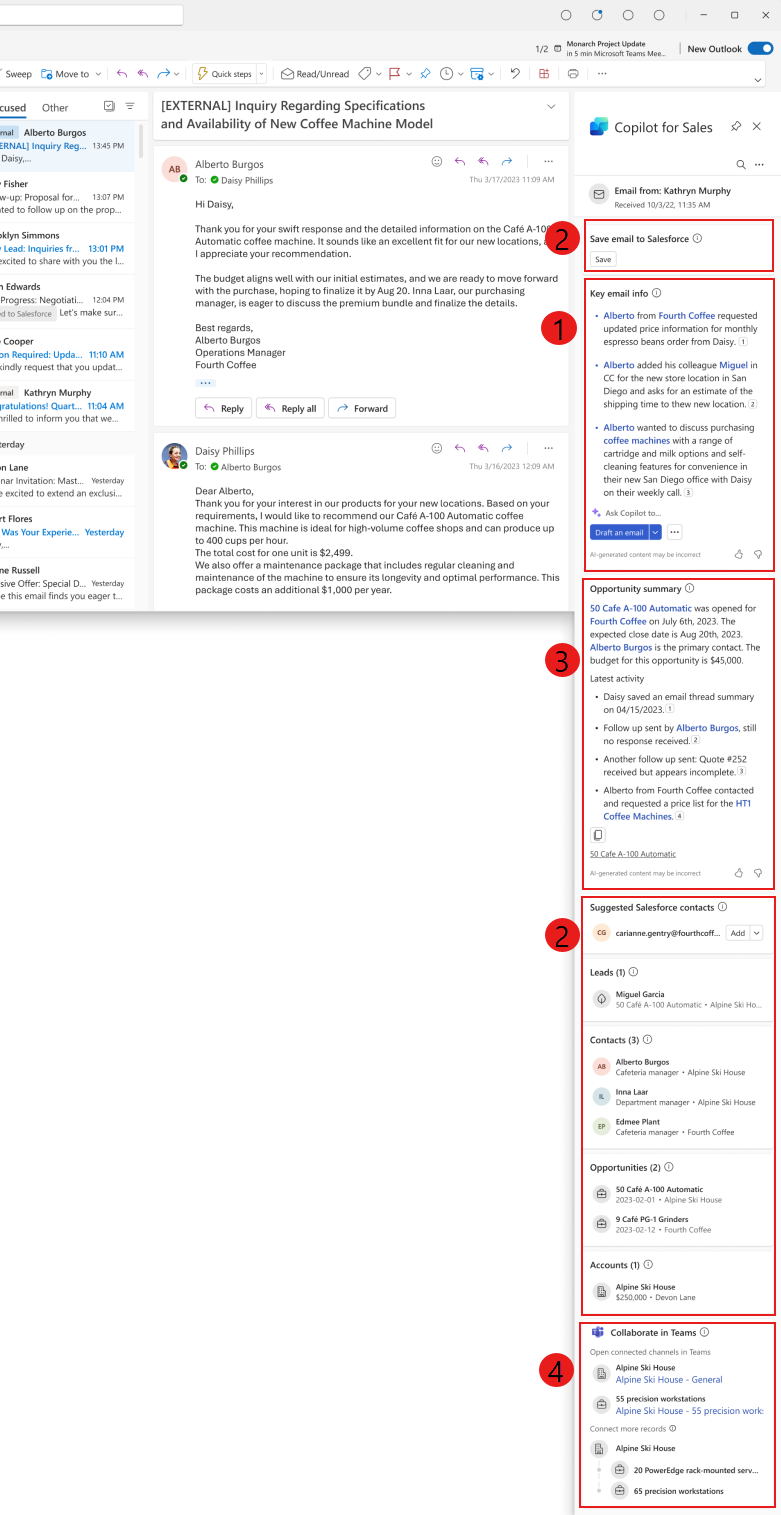 1/2
Monarch Project Update
in 5 min Microsoft Teams Mee...
New Outlook
Sweep
Move to
Quick steps
Read/Unread
Other
Alberto Burgos
13:45 PM
Daisy,...
Fisher
13:07 PM
Simmons
Lead: Inquiries fr...
13:01 PM
excited to share with you the l...
Edwards
Progress: Negotiati...
12:04 PM
to Salesforce
Let's make sur...
Cooper
Required: Upda...
11:10 AM
kindly request that you updat...
Kathryn Murphy
Quart...
11:04 AM
to inform you that we...
Lane
Invitation: Mast...
Yesterday
excited to extend an exclusi...
Flores
Was Your Experie...
Yesterday
Russell
Offer: Special D...
Yesterday
this email finds you eager t...
[EXTERNAL] Inquiry Regarding Specifications
and Availability of New Coffee Machine Model
AB
Alberto Burgos
To:
Daisy Phillips
Thu 3/17/2023 11:09 AM
Hi Daisy,
Thank you for your swift response and the detailed information on the Café A-100
Automatic coffee machine. It sounds like an excellent fit for our new locations,
I appreciate your recommendation.
The budget aligns well with our initial estimates, and we are ready to move forward
with the purchase, hoping to finalize it by Aug 20. Inna Laar, our purchasing
manager, is eager to discuss the premium bundle and finalize the details.
Best regards,
Alberto Burgos
Operations Manager
Fourth Coffee
Reply
Reply all
Forward
Daisy Phillips
To:
Alberto Burgos
Thu 3/16/2023 12:09 AM
Dear Alberto,
Thank you for your interest in our products for your new locations. Based on your
requirements, I would like to recommend our Café A-100 Automatic coffee
machine. This machine is ideal for high-volume coffee shops and can produce up
to 400 cups per hour.
The total cost for one unit is $2,499.
We also offer a maintenance package that includes regular cleaning and
maintenance of the machine to ensure its longevity and optimal performance. This
package costs an additional $1,000 per year.
Copilot for Sales
Email from: Kathryn Murphy
Received 10/3/22, 11:35 AM
2
Save email to Salesforce
Save
1
Key email info
• Alberto from Fourth Coffee requested
updated price information for monthly
espresso beans order from Daisy. 1
• Alberto added his colleague Miguel in
CC for the new store location in San
Diego and asks for an estimate of the
shipping time to thew new location. 2
• Alberto wanted to discuss purchasing
coffee machines with a range of
cartridge and milk options and self-
cleaning features for convenience in
their new San Diego office with Daisy
on their weekly call. 3
Ask Copilot to...
Draft an email
AI-generated content may be incorrect
3
Opportunity summary
50 Cafe A-100 Automatic was opened for
Fourth Coffee on July 6th, 2023. The
expected close date is Aug 20th, 2023.
Alberto Burgos is the primary contact. The
budget for this opportunity is $45,000.
Latest activity
• Daisy saved an email thread summary
on 04/15/2023. 1
• Follow up sent by Alberto Burgos, still
no response received. 2
• Another follow up sent: Quote #252
received but appears incomplete. 3
• Alberto from Fourth Coffee contacted
and requested a price list for the HT1
Coffee Machines. 4
50 Cafe A-100 Automatic
AI-generated content may be incorrect
2
Suggested Salesforce contacts
CG
carianne.gentry@fourthcoff...
Add
Leads (1)
Miguel Garcia
50 Café A-100 Automatic • Alpine Ski Ho...
Contacts (3)
AB
Alberto Burgos
Cafeteria manager • Alpine Ski House
IL
Inna Laar
Department manager • Alpine Ski House
EP
Edmee Plant
Cafeteria manager • Fourth Coffee
Opportunities (2)
50 Café A-100 Automatic
2023-02-01 • Alpine Ski House
9 Café PG-1 Grinders
2023-02-12 • Fourth Coffee
Accounts (1)
Alpine Ski House
$250,000 • Devon Lane
4
Collaborate in Teams
Open connected channels in Teams
Alpine Ski House
Alpine Ski House - General
55 precision workstations
Alpine Ski House - 55 precision work
Connect more records
Alpine Ski House
20 PowerEdge rack-mounted serv...
65 precision workstations